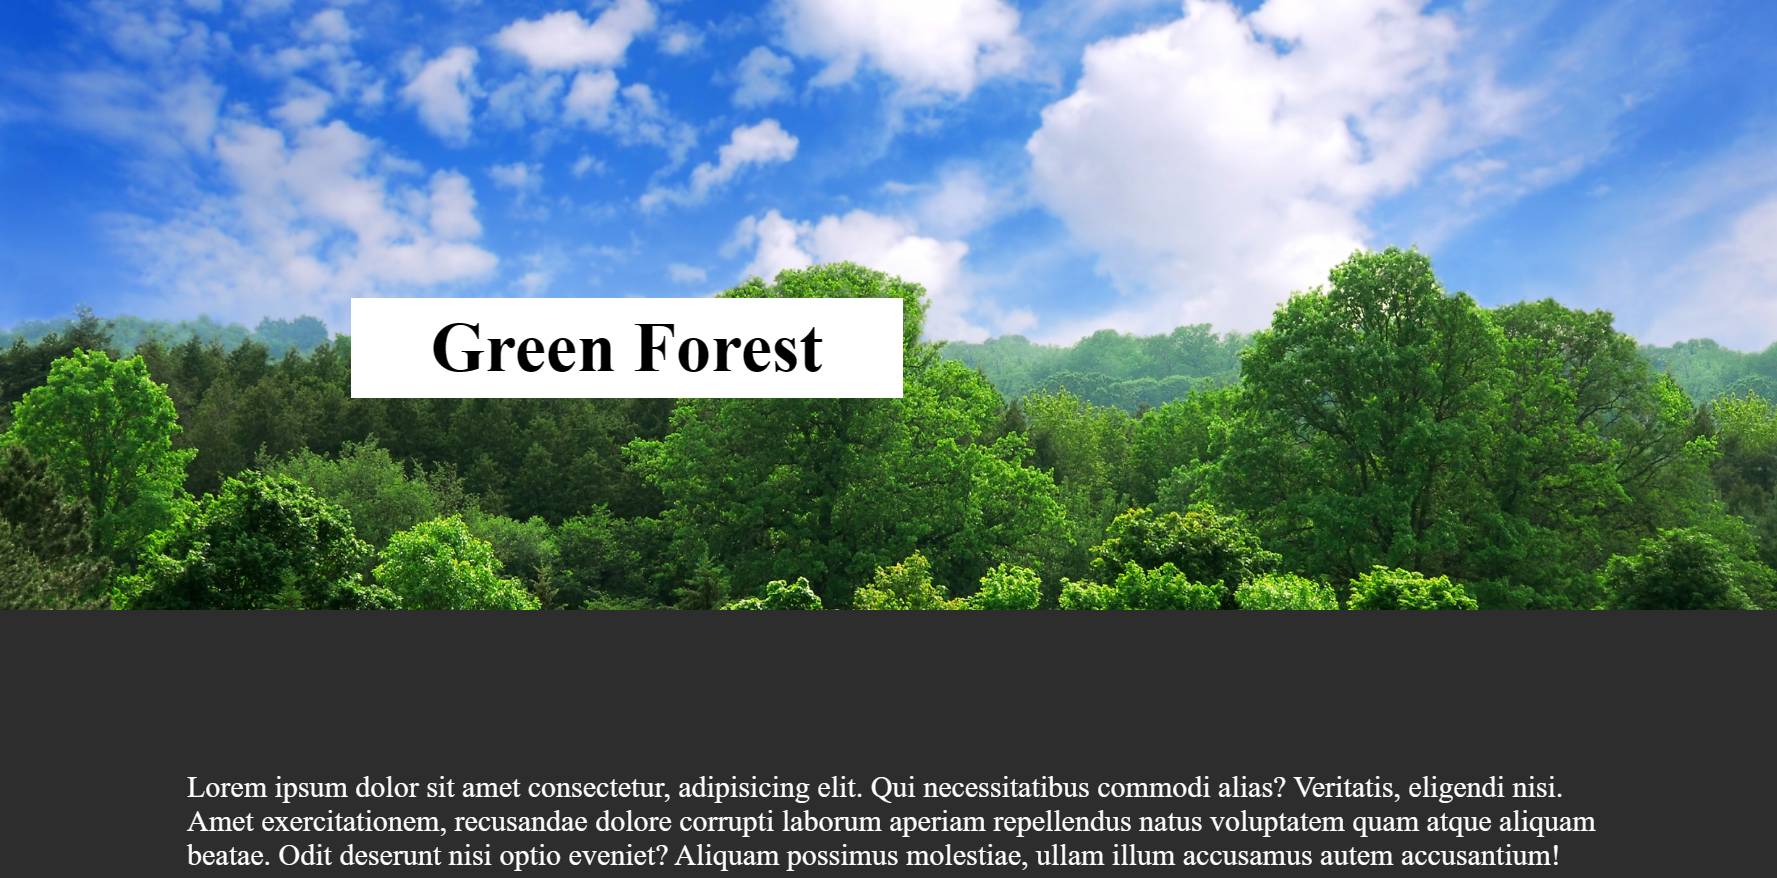 Green Forest
Lorem ipsum dolor sit amet consectetur, adipisicing elit. Qui necessitatibus commodi alias? Veritatis, eligendi nisi.
Amet exercitationem, recusandae dolore corrupti laborum aperiam repellendus natus voluptatem quam atque aliquam
beatae. Odit deserunt nisi optio eveniet? Aliquam possimus molestiae, ullam illum accusamus autem accusantium!